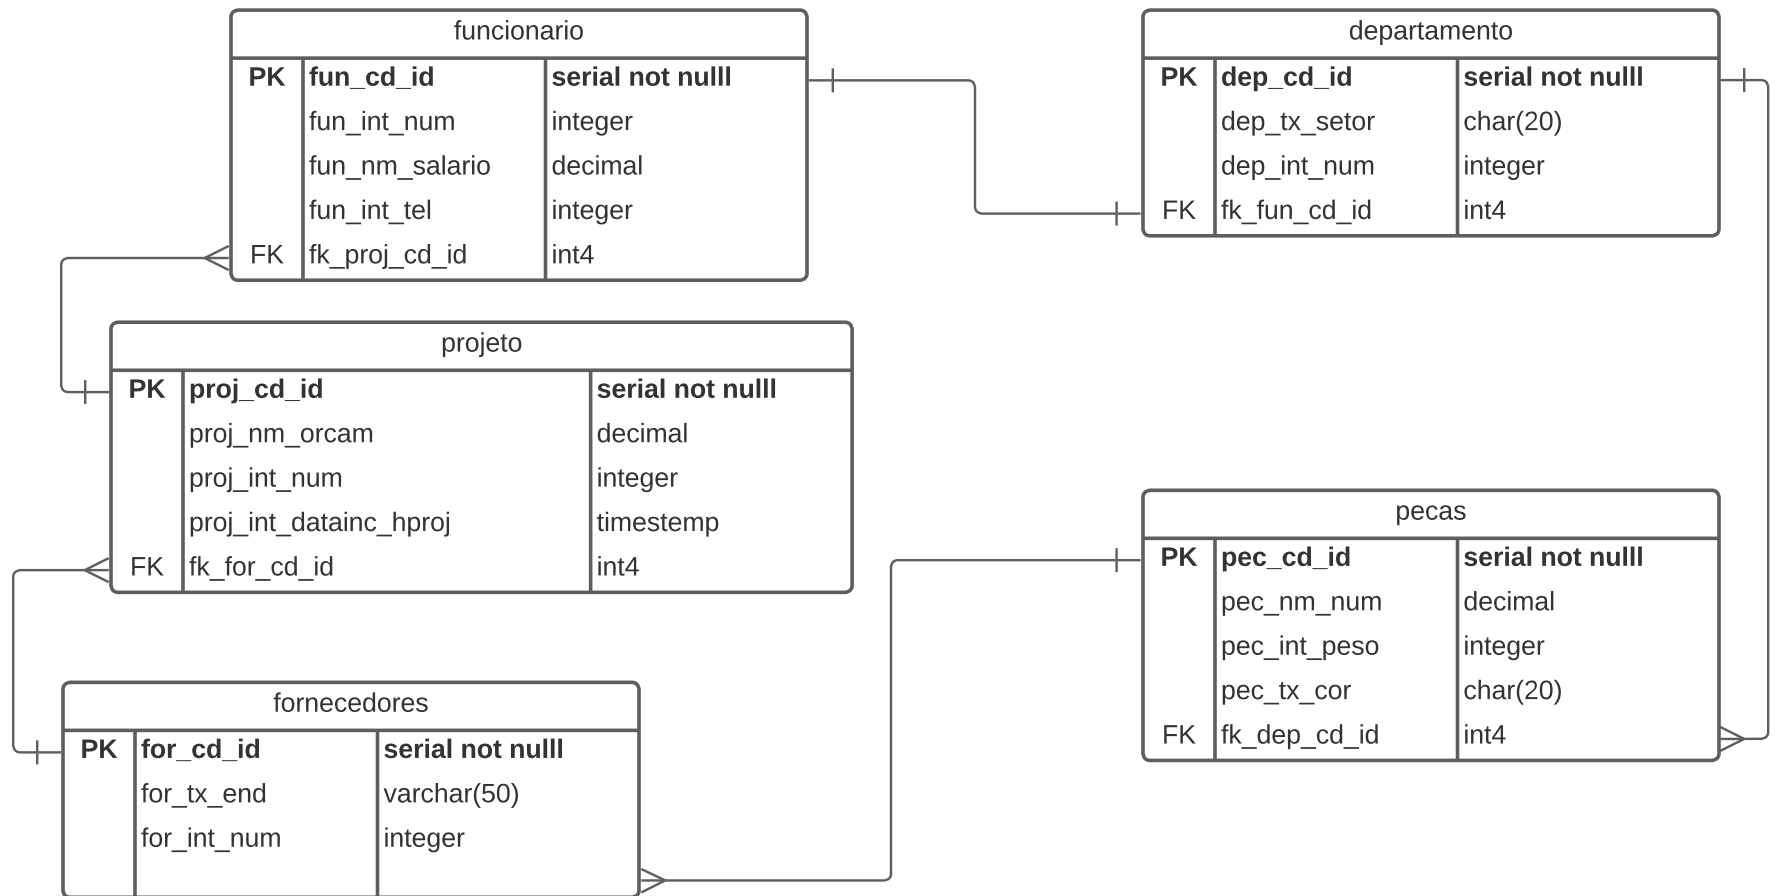 funcionario
PK fun_cd_id serial not nulll
fun_int_num integer
fun_nm_salario decimal
fun_int_tel integer
FK fk_proj_cd_id int4
departamento
PK dep_cd_id serial not nulll
dep_tx_setor char(20)
dep_int_num integer
FK fk_fun_cd_id int4
projeto
PK proj_cd_id serial not nulll
proj_nm_orcam decimal
proj_int_num integer
proj_int_datainc_hproj timestemp
FK fk_for_cd_id int4
pecas
PK pec_cd_id serial not nulll
pec_nm_num decimal
pec_int_peso integer
pec_tx_cor char(20)
FK fk_dep_cd_id int4
fornecedores
PK for_cd_id serial not nulll
for_tx_end varchar(50)
for_int_num integer